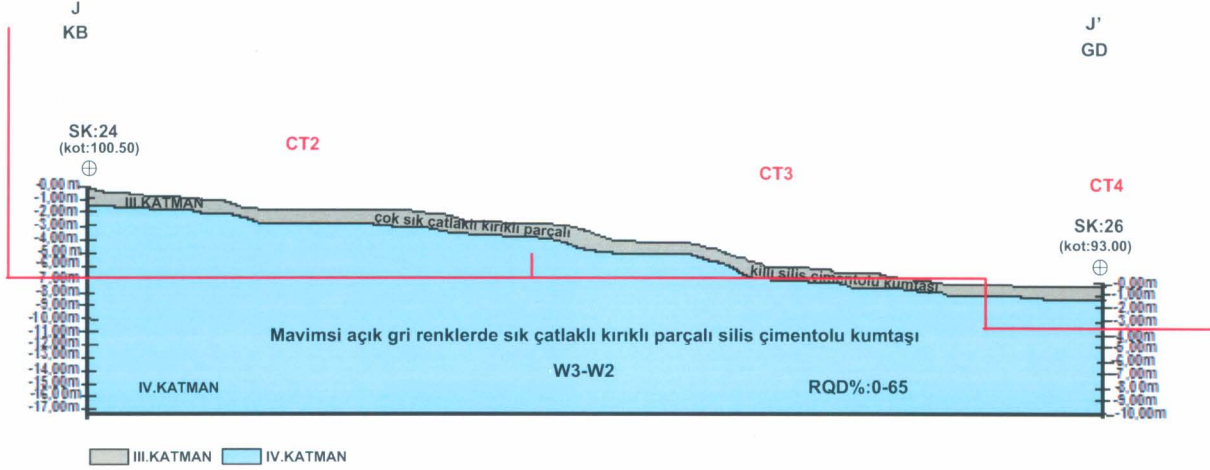 J
KB
J'
GD
SK:24
(kot:100.50)
CT2
CT3
CT4
SK:26
(kot:93.00)
-0,00 m
-1,00m
-2,00m
-3,00m
-4,00m
-5,00m
-6,00m
-7,00m
-8,00m
-9,00m
-10,00m
-11,00m
-12,00m
-13,00m
-14,00m
-15,00m
-16,00m
-17,00m
III.KATMAN
çok sık çatlaklı kırıklı parçalı
killi silis çimentolu kumtaşı
-0,00m
-1,00m
-2,00m
-3,00m
-4,00m
-5,00m
-6,00m
-7,00m
-8,00m
-9,00m
-10,00m
Mavimsi açık gri renklerde sık çatlaklı kırıklı parçalı silis çimentolu kumtaşı
W3-W2
IV.KATMAN
RQD%:0-65
III.KATMAN
IV.KATMAN